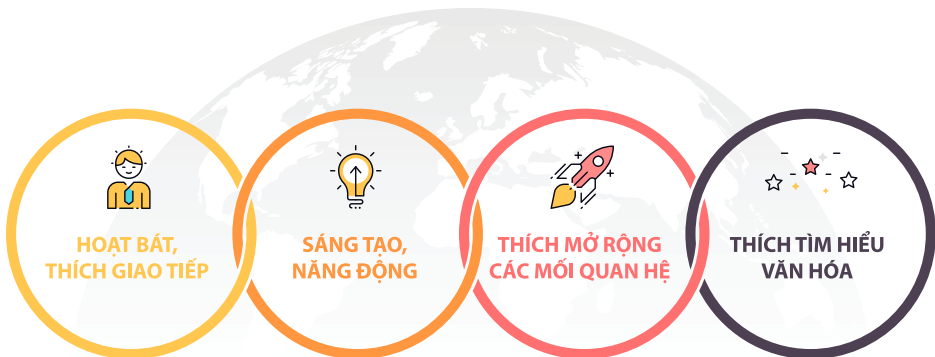 HOẠT BÁT,
THÍCH GIAO TIẾP
SÁNG TẠO,
NĂNG ĐỘNG
THÍCH MỞ RỘNG
CÁC MỐI QUAN HỆ
THÍCH TÌM HIỂU
VĂN HÓA